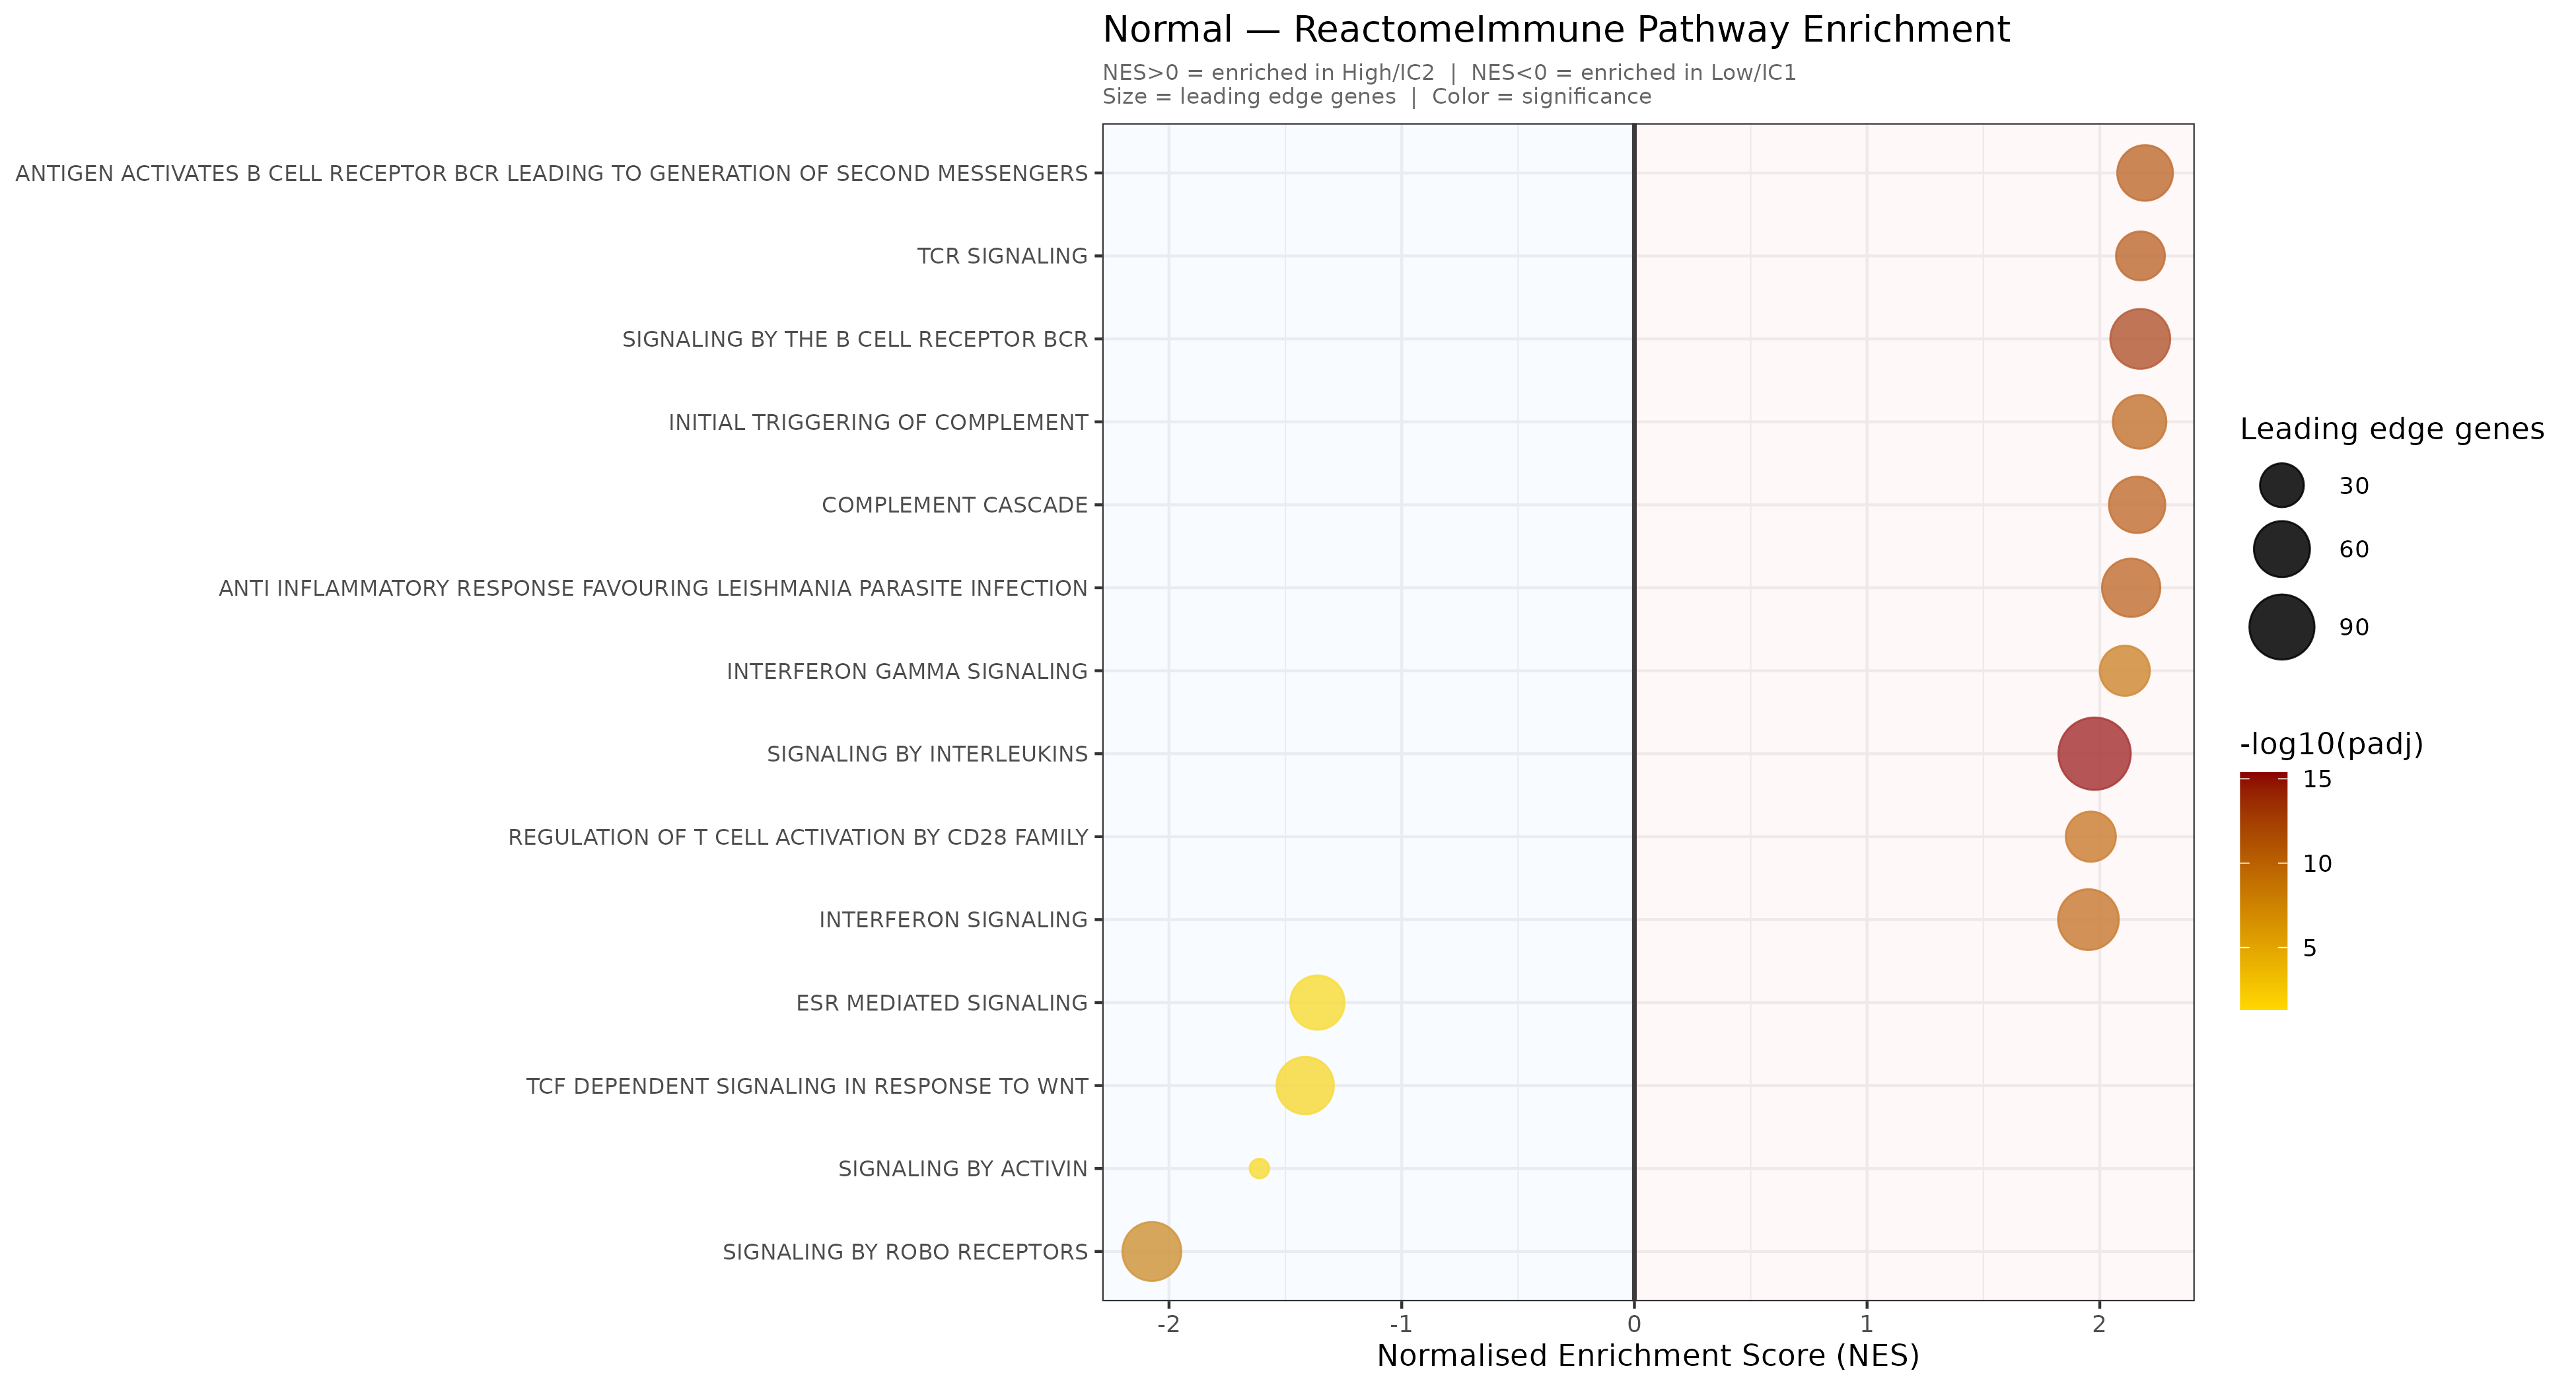 Normal — ReactomeImmune Pathway Enrichment
NES>0 = enriched in High/IC2 | NES<0 = enriched in Low/IC1
Size = leading edge genes | Color = significance
ANTIGEN ACTIVATES B CELL RECEPTOR BCR LEADING TO GENERATION OF SECOND MESSENGERS
TCR SIGNALING
SIGNALING BY THE B CELL RECEPTOR BCR
INITIAL TRIGGERING OF COMPLEMENT
COMPLEMENT CASCADE
ANTI INFLAMMATORY RESPONSE FAVOURING LEISHMANIA PARASITE INFECTION
INTERFERON GAMMA SIGNALING
SIGNALING BY INTERLEUKINS
REGULATION OF T CELL ACTIVATION BY CD28 FAMILY
INTERFERON SIGNALING
ESR MEDIATED SIGNALING
TCF DEPENDENT SIGNALING IN RESPONSE TO WNT
SIGNALING BY ACTIVIN
SIGNALING BY ROBO RECEPTORS
-2 -1 0 1 2
Normalised Enrichment Score (NES)
Leading edge genes
30
60
90
-log10(padj)
15
10
5